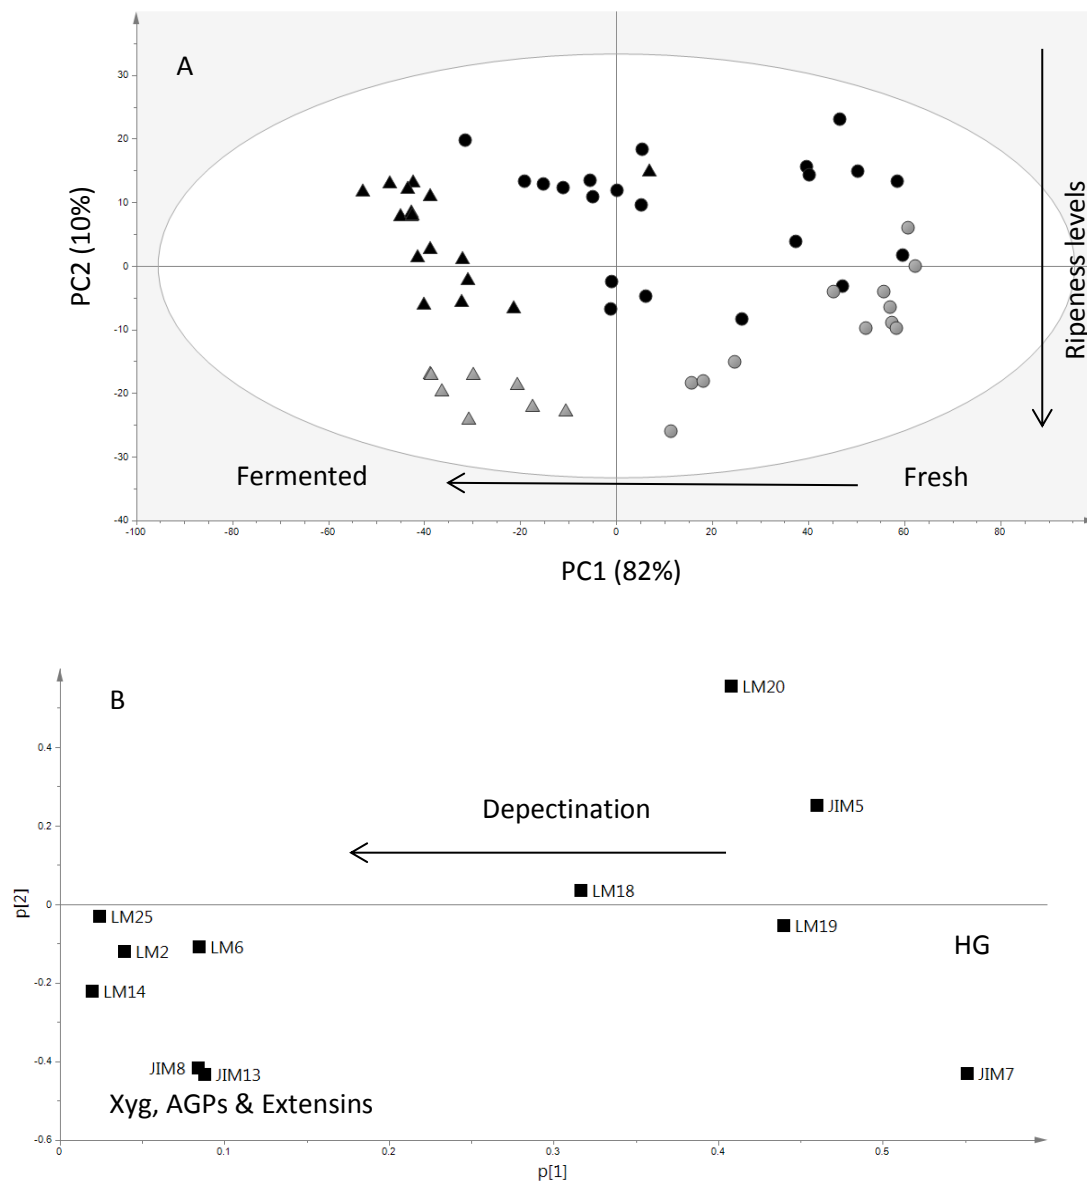 A
30
20
10
0
-10
-20
-30
-40
PC2 (10%)
Ripeness levels
Fermented
Fresh
-100 -80 -60 -40 -20 0 20 40 60 80
PC1 (82%)
B
LM20
0.4
JIM5
0.2
Depectination
LM18
0
p[2]
LM25
LM19
LM2
LM6
HG
-0.2
LM14
-0.4
JIM8
JIM13
JIM7
Xyg, AGPs & Extensins
-0.6
0 0.1 0.2 0.3 0.4 0.5
p[1]